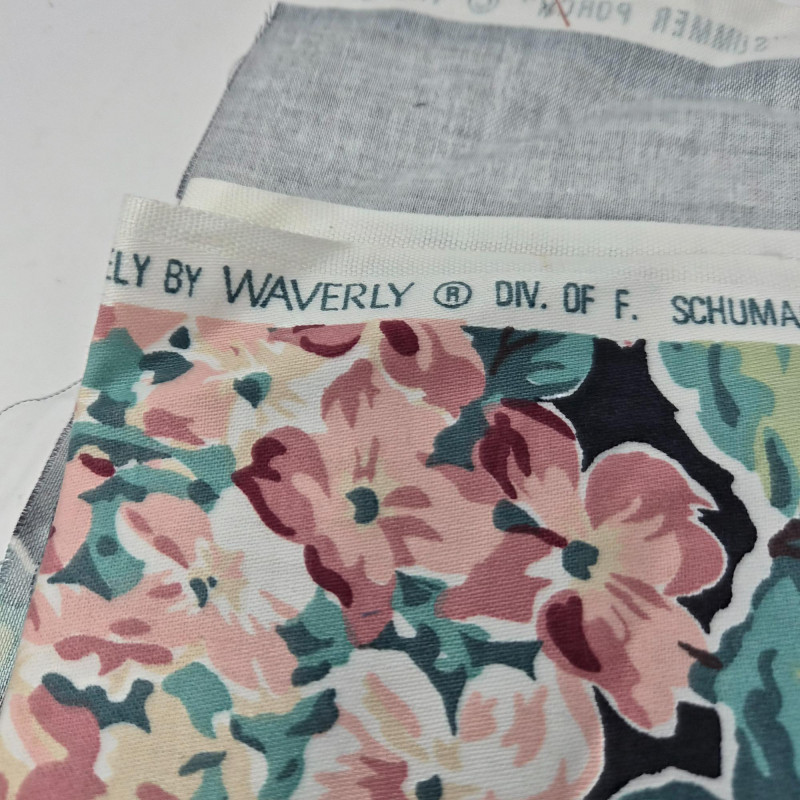 SUMMER PORCH
ELY BY WAVERLY ® DIV. OF F. SCHUMA